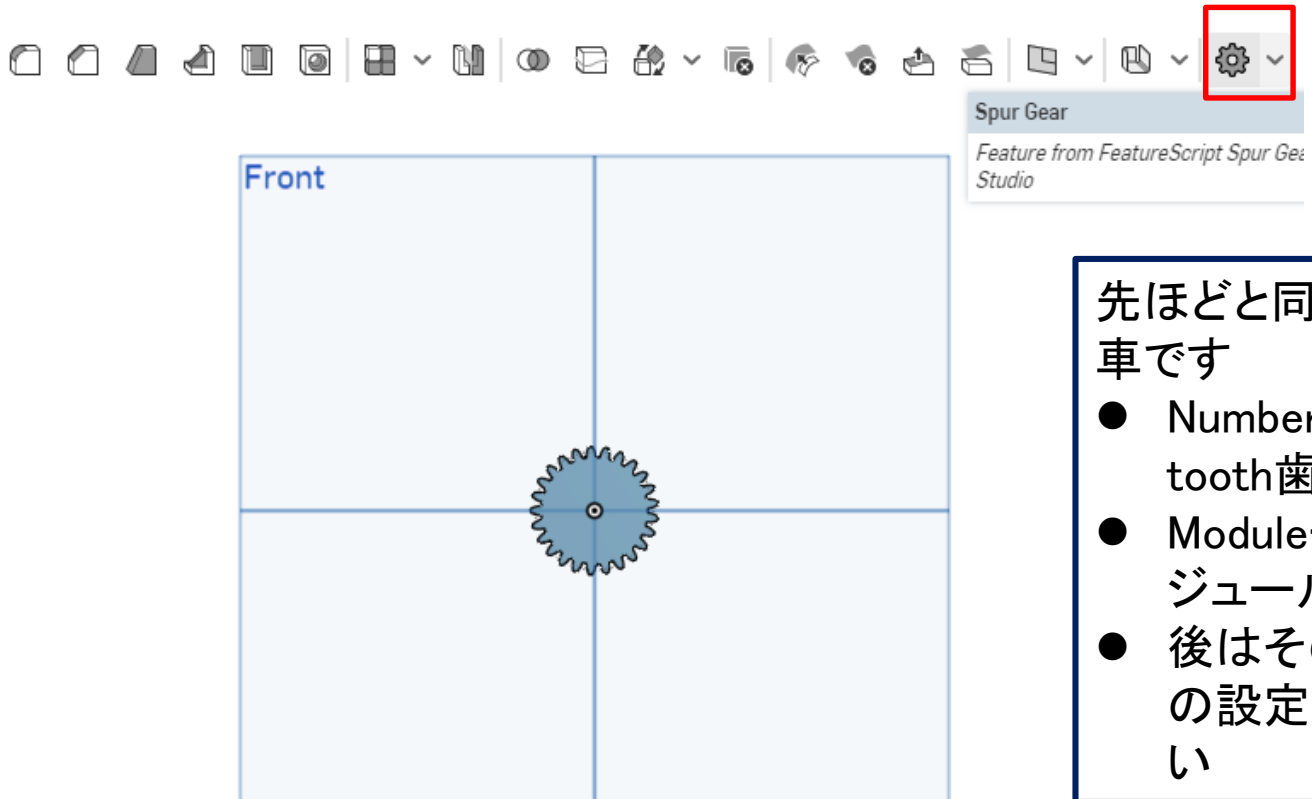 Spur Gear
Feature from FeatureScript Spur Gea
Studio
Front
先ほどと同
車です
● Number
tooth歯
● Module
ジュール
● 後はその
の設定
い